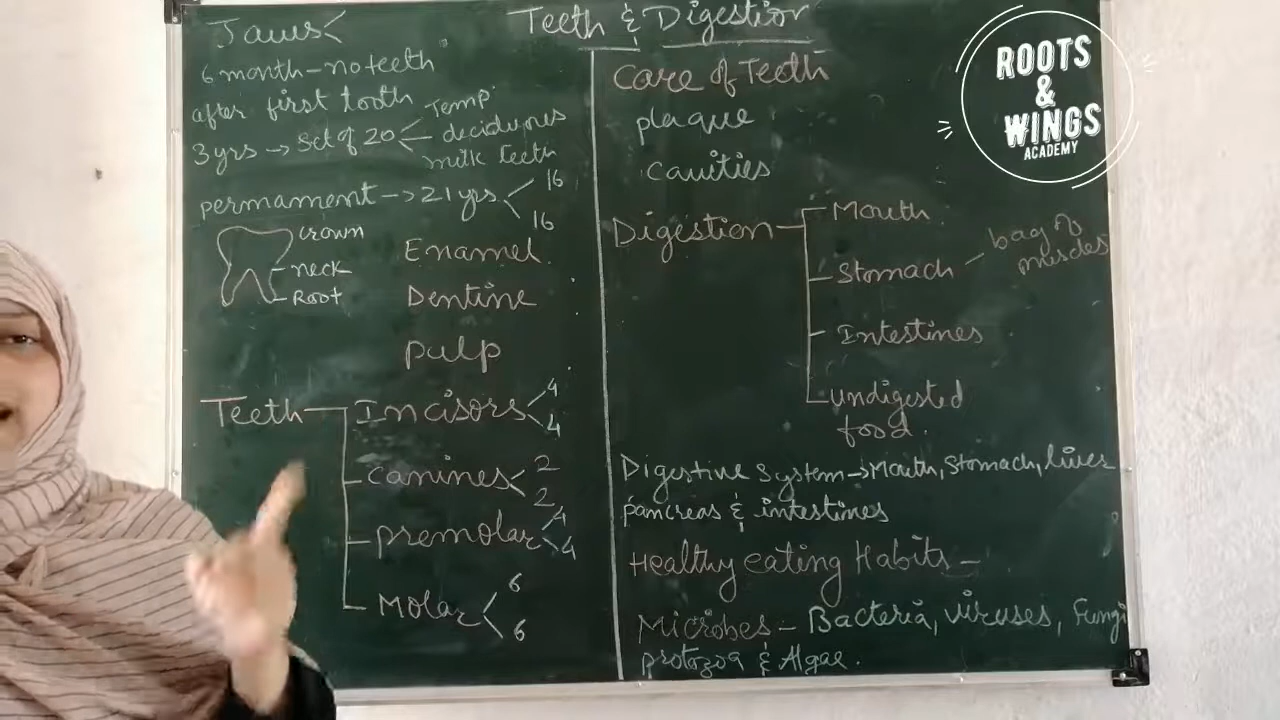 Teeth & Digestion
Jaws
6 month - no teeth
after first tooth
3 yrs → set of 20
Temp.
deciduoues
milk teeth
permament → 21 yrs
16
16
crown
neck
Root
Enamel
Dentine
pulp
Teeth
Incisors
4
4
canines
2
2
premolar
4
4
Molar
6
6
Care of Teeth
plaque
cavities
Digestion
Mouth
Stomach - bag of muscles
Intestines
undigested
food.
Digestive System → Mouth, Stomach, liver
pancreas & intestines
Healthy eating Habits -
Microbes - Bacteria, viruses, Fungi
protozoa & Algae.
ROOTS
&
WINGS
ACADEMY